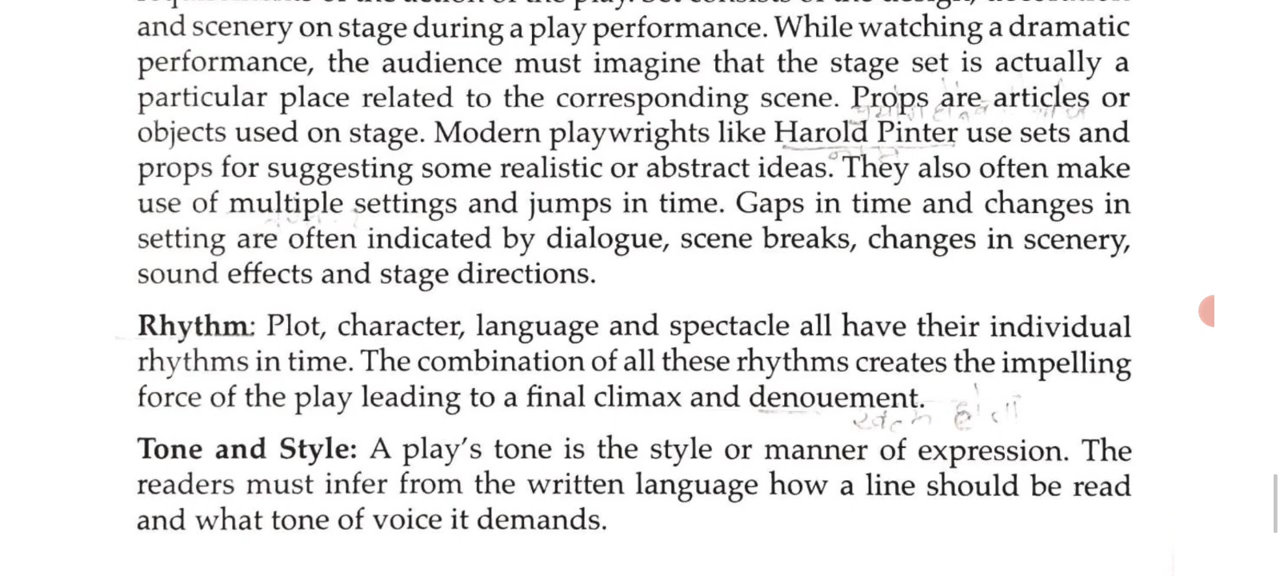 and scenery on stage during a play performance. While watching a dramatic
performance, the audience must imagine that the stage set is actually a
particular place related to the corresponding scene. Props are articles or
objects used on stage. Modern playwrights like Harold Pinter use sets and
props for suggesting some realistic or abstract ideas. They also often make
use of multiple settings and jumps in time. Gaps in time and changes in
setting are often indicated by dialogue, scene breaks, changes in scenery,
sound effects and stage directions.
Rhythm: Plot, character, language and spectacle all have their individual
rhythms in time. The combination of all these rhythms creates the impelling
force of the play leading to a final climax and denouement.
Tone and Style: A play's tone is the style or manner of expression. The
readers must infer from the written language how a line should be read
and what tone of voice it demands.